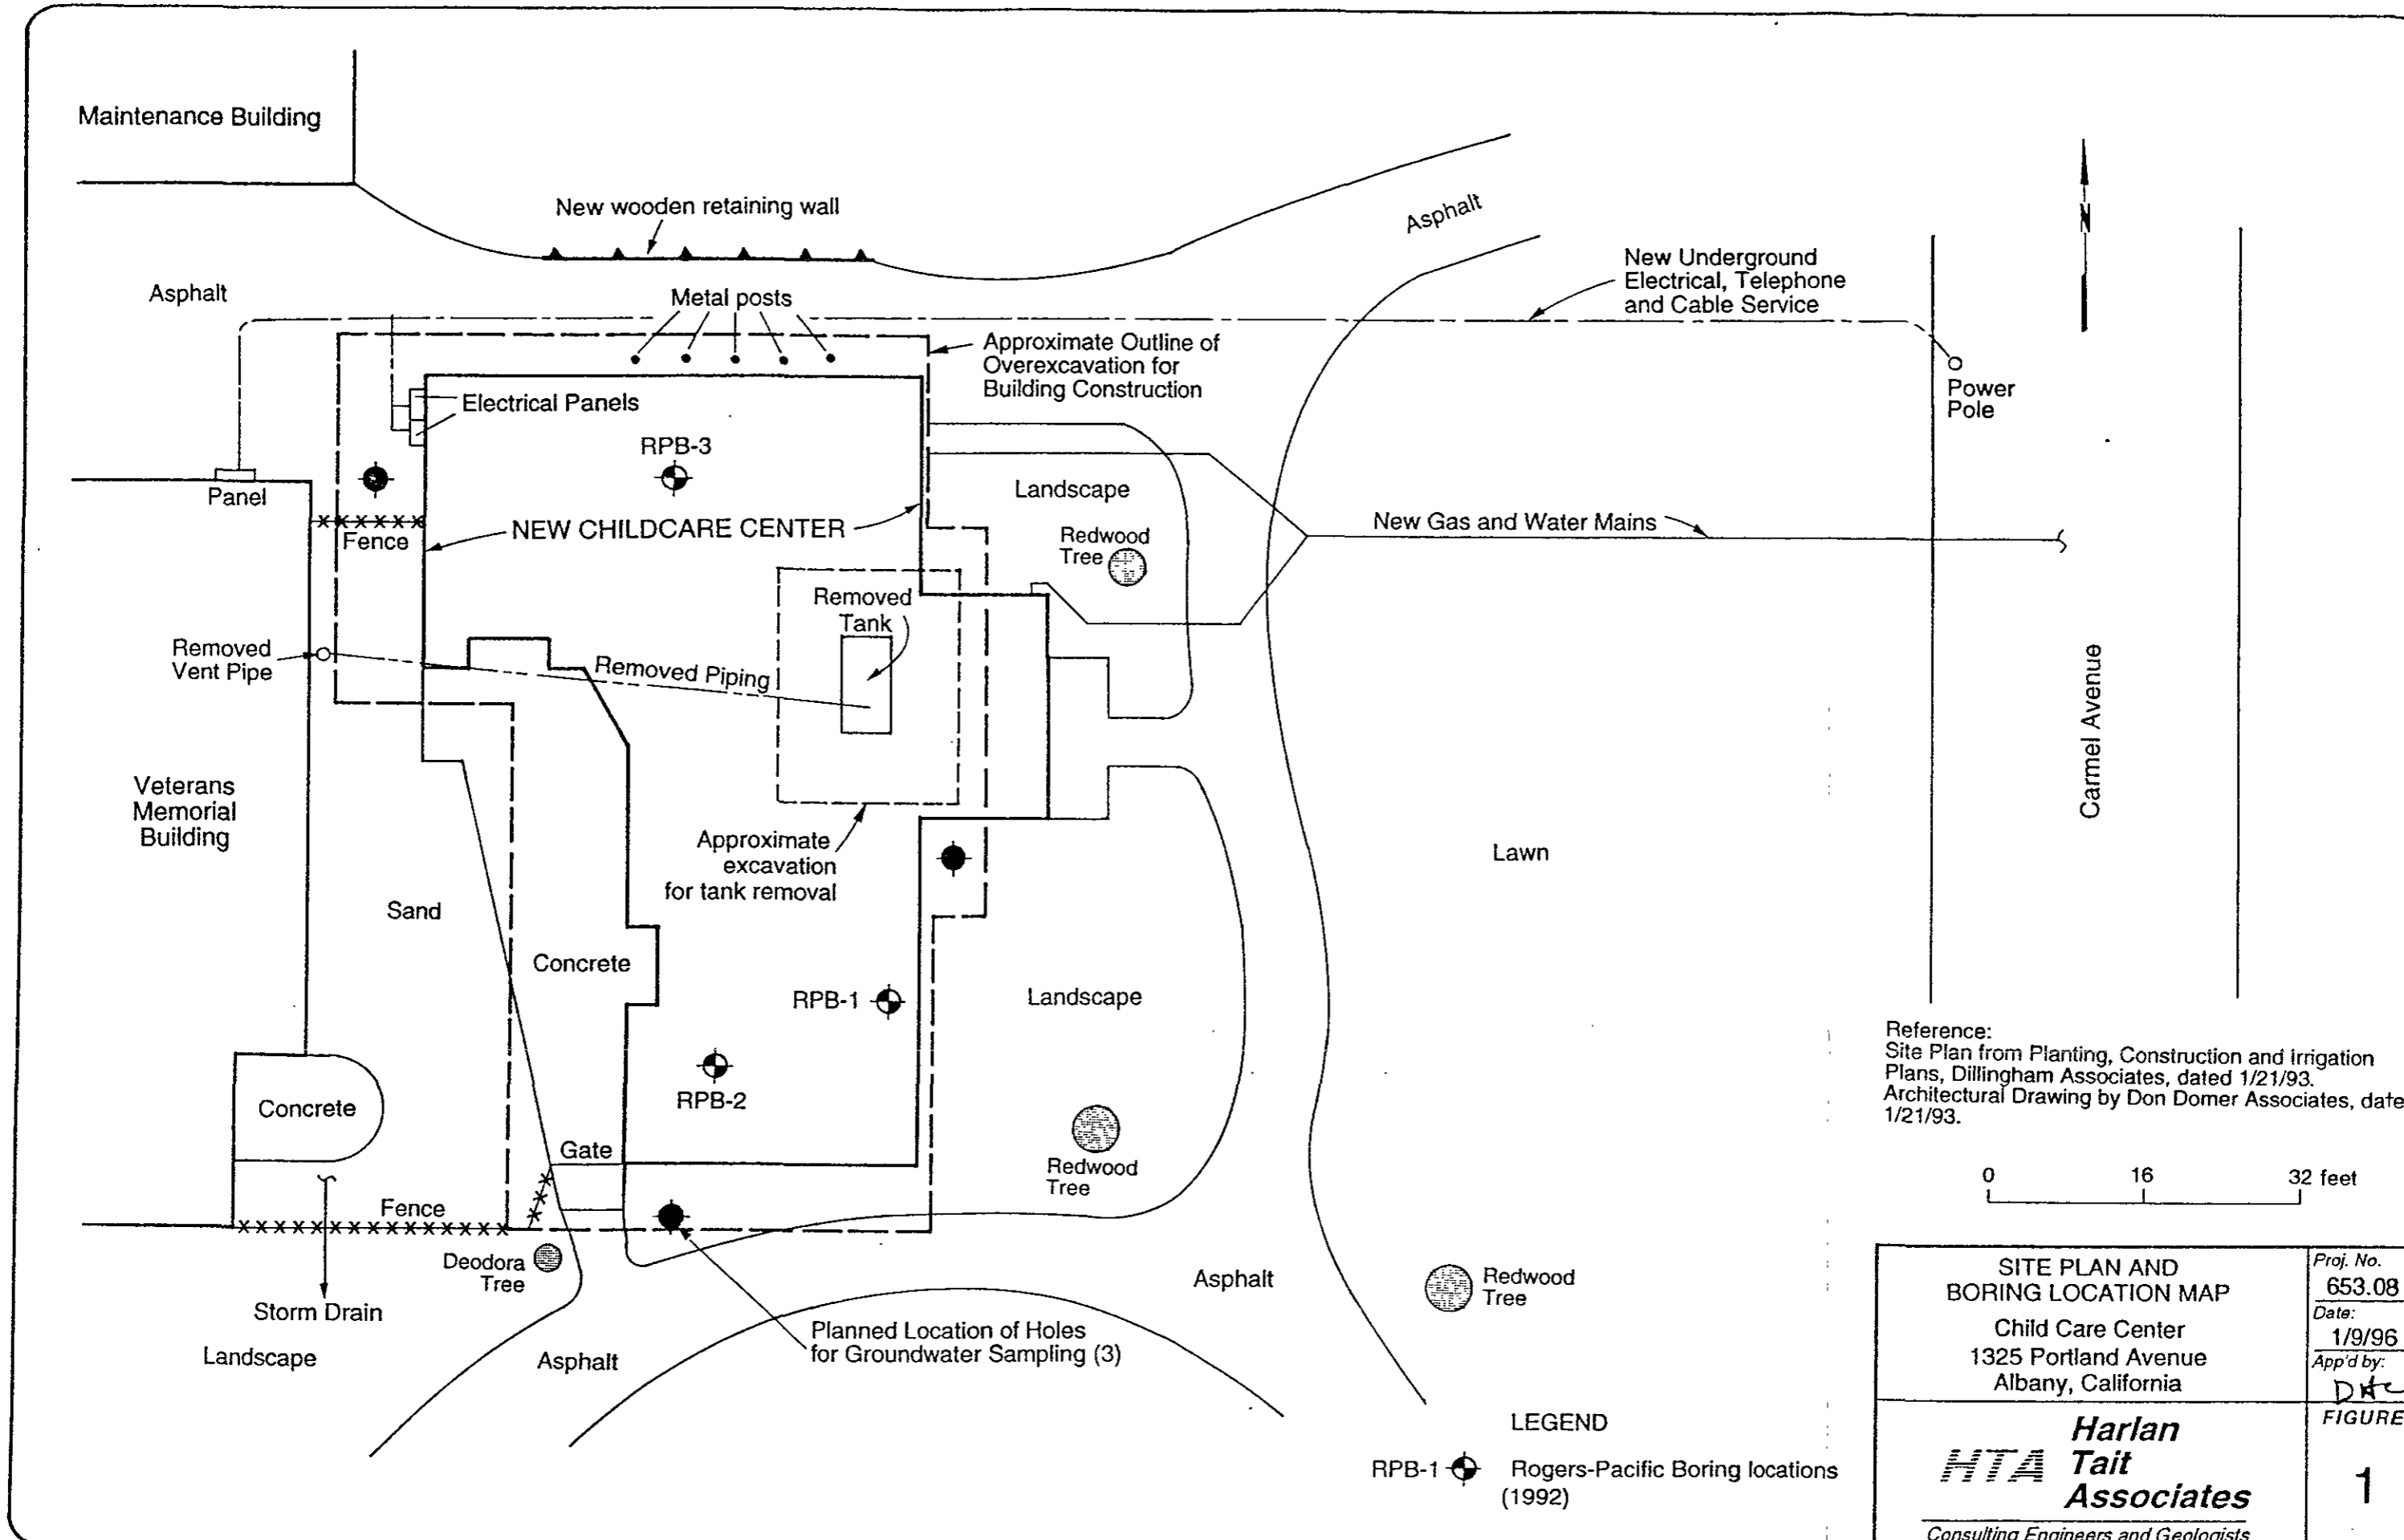 Maintenance Building
New wooden retaining wall
Asphalt
Asphalt
Metal posts
New Underground
Electrical, Telephone
and Cable Service
N
Approximate Outline of
Overexcavation for
Building Construction
Power
Pole
Electrical Panels
RPB-3
Panel
Landscape
Fence
NEW CHILDCARE CENTER
Redwood
Tree
New Gas and Water Mains
Removed
Tank
Removed
Vent Pipe
Removed Piping
Carmel Avenue
Veterans
Memorial
Building
Approximate
excavation
for tank removal
Lawn
Sand
Concrete
RPB-1
Landscape
RPB-2
Concrete
Gate
Redwood
Tree
Fence
Deodora
Tree
Storm Drain
Landscape
Asphalt
Asphalt
Redwood
Tree
Planned Location of Holes
for Groundwater Sampling (3)
Reference:
Site Plan from Planting, Construction and Irrigation
Plans, Dillingham Associates, dated 1/21/93.
Architectural Drawing by Don Domer Associates, date
1/21/93.
0 16 32 feet
LEGEND
RPB-1 Rogers-Pacific Boring locations
(1992)
SITE PLAN AND
BORING LOCATION MAP
Child Care Center
1325 Portland Avenue
Albany, California
Proj. No.
653.08
Date:
1/9/96
App'd by:
HTA
Harlan
Tait
Associates
Consulting Engineers and Geologists
FIGURE
1